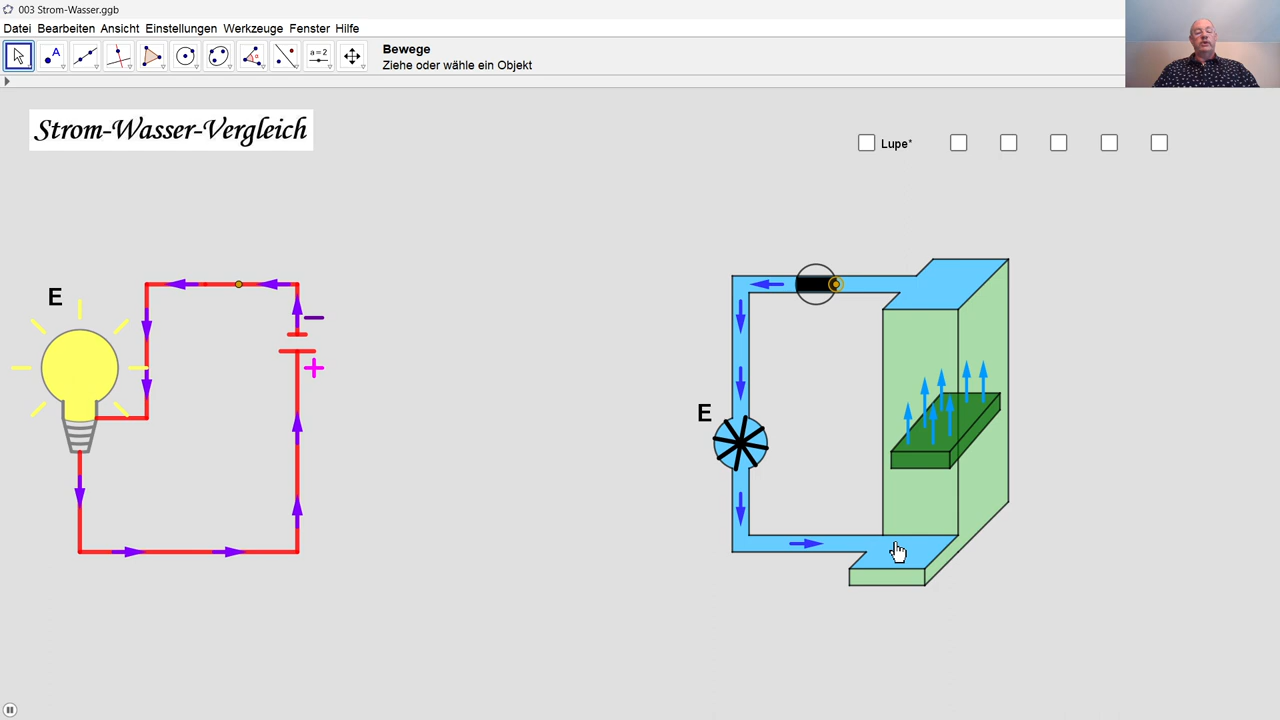 003 Strom-Wasser.ggb
Datei Bearbeiten Ansicht Einstellungen Werkzeuge Fenster Hilfe
A
a=2
Bewege
Ziehe oder wähle ein Objekt
Strom-Wasser-Vergleich
Lupe*
E
−
+
E